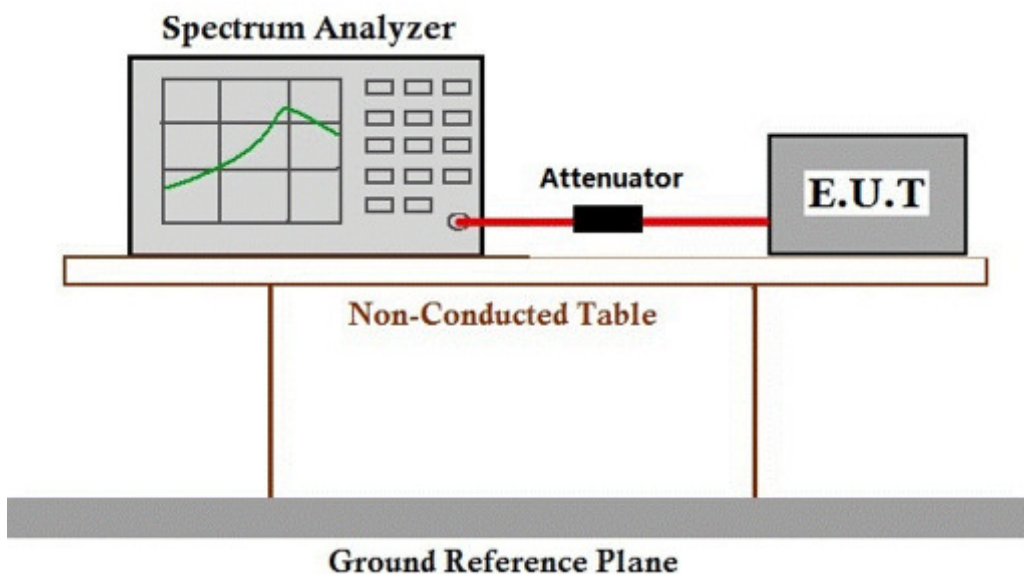 Spectrum Analyzer
Attenuator
E.U.T
Non-Conducted Table
Ground Reference Plane